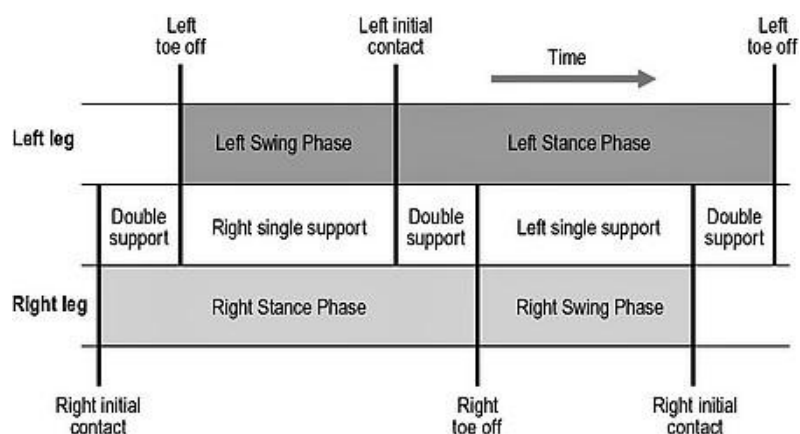 Left
toe off
Left initial
contact
Left
toe off
Time
Left leg
Left Swing Phase
Left Stance Phase
Double
support
Right single support
Double
support
Left single support
Double
support
Right leg
Right Stance Phase
Right Swing Phase
Right initial
contact
Right
toe off
Right initial
contact